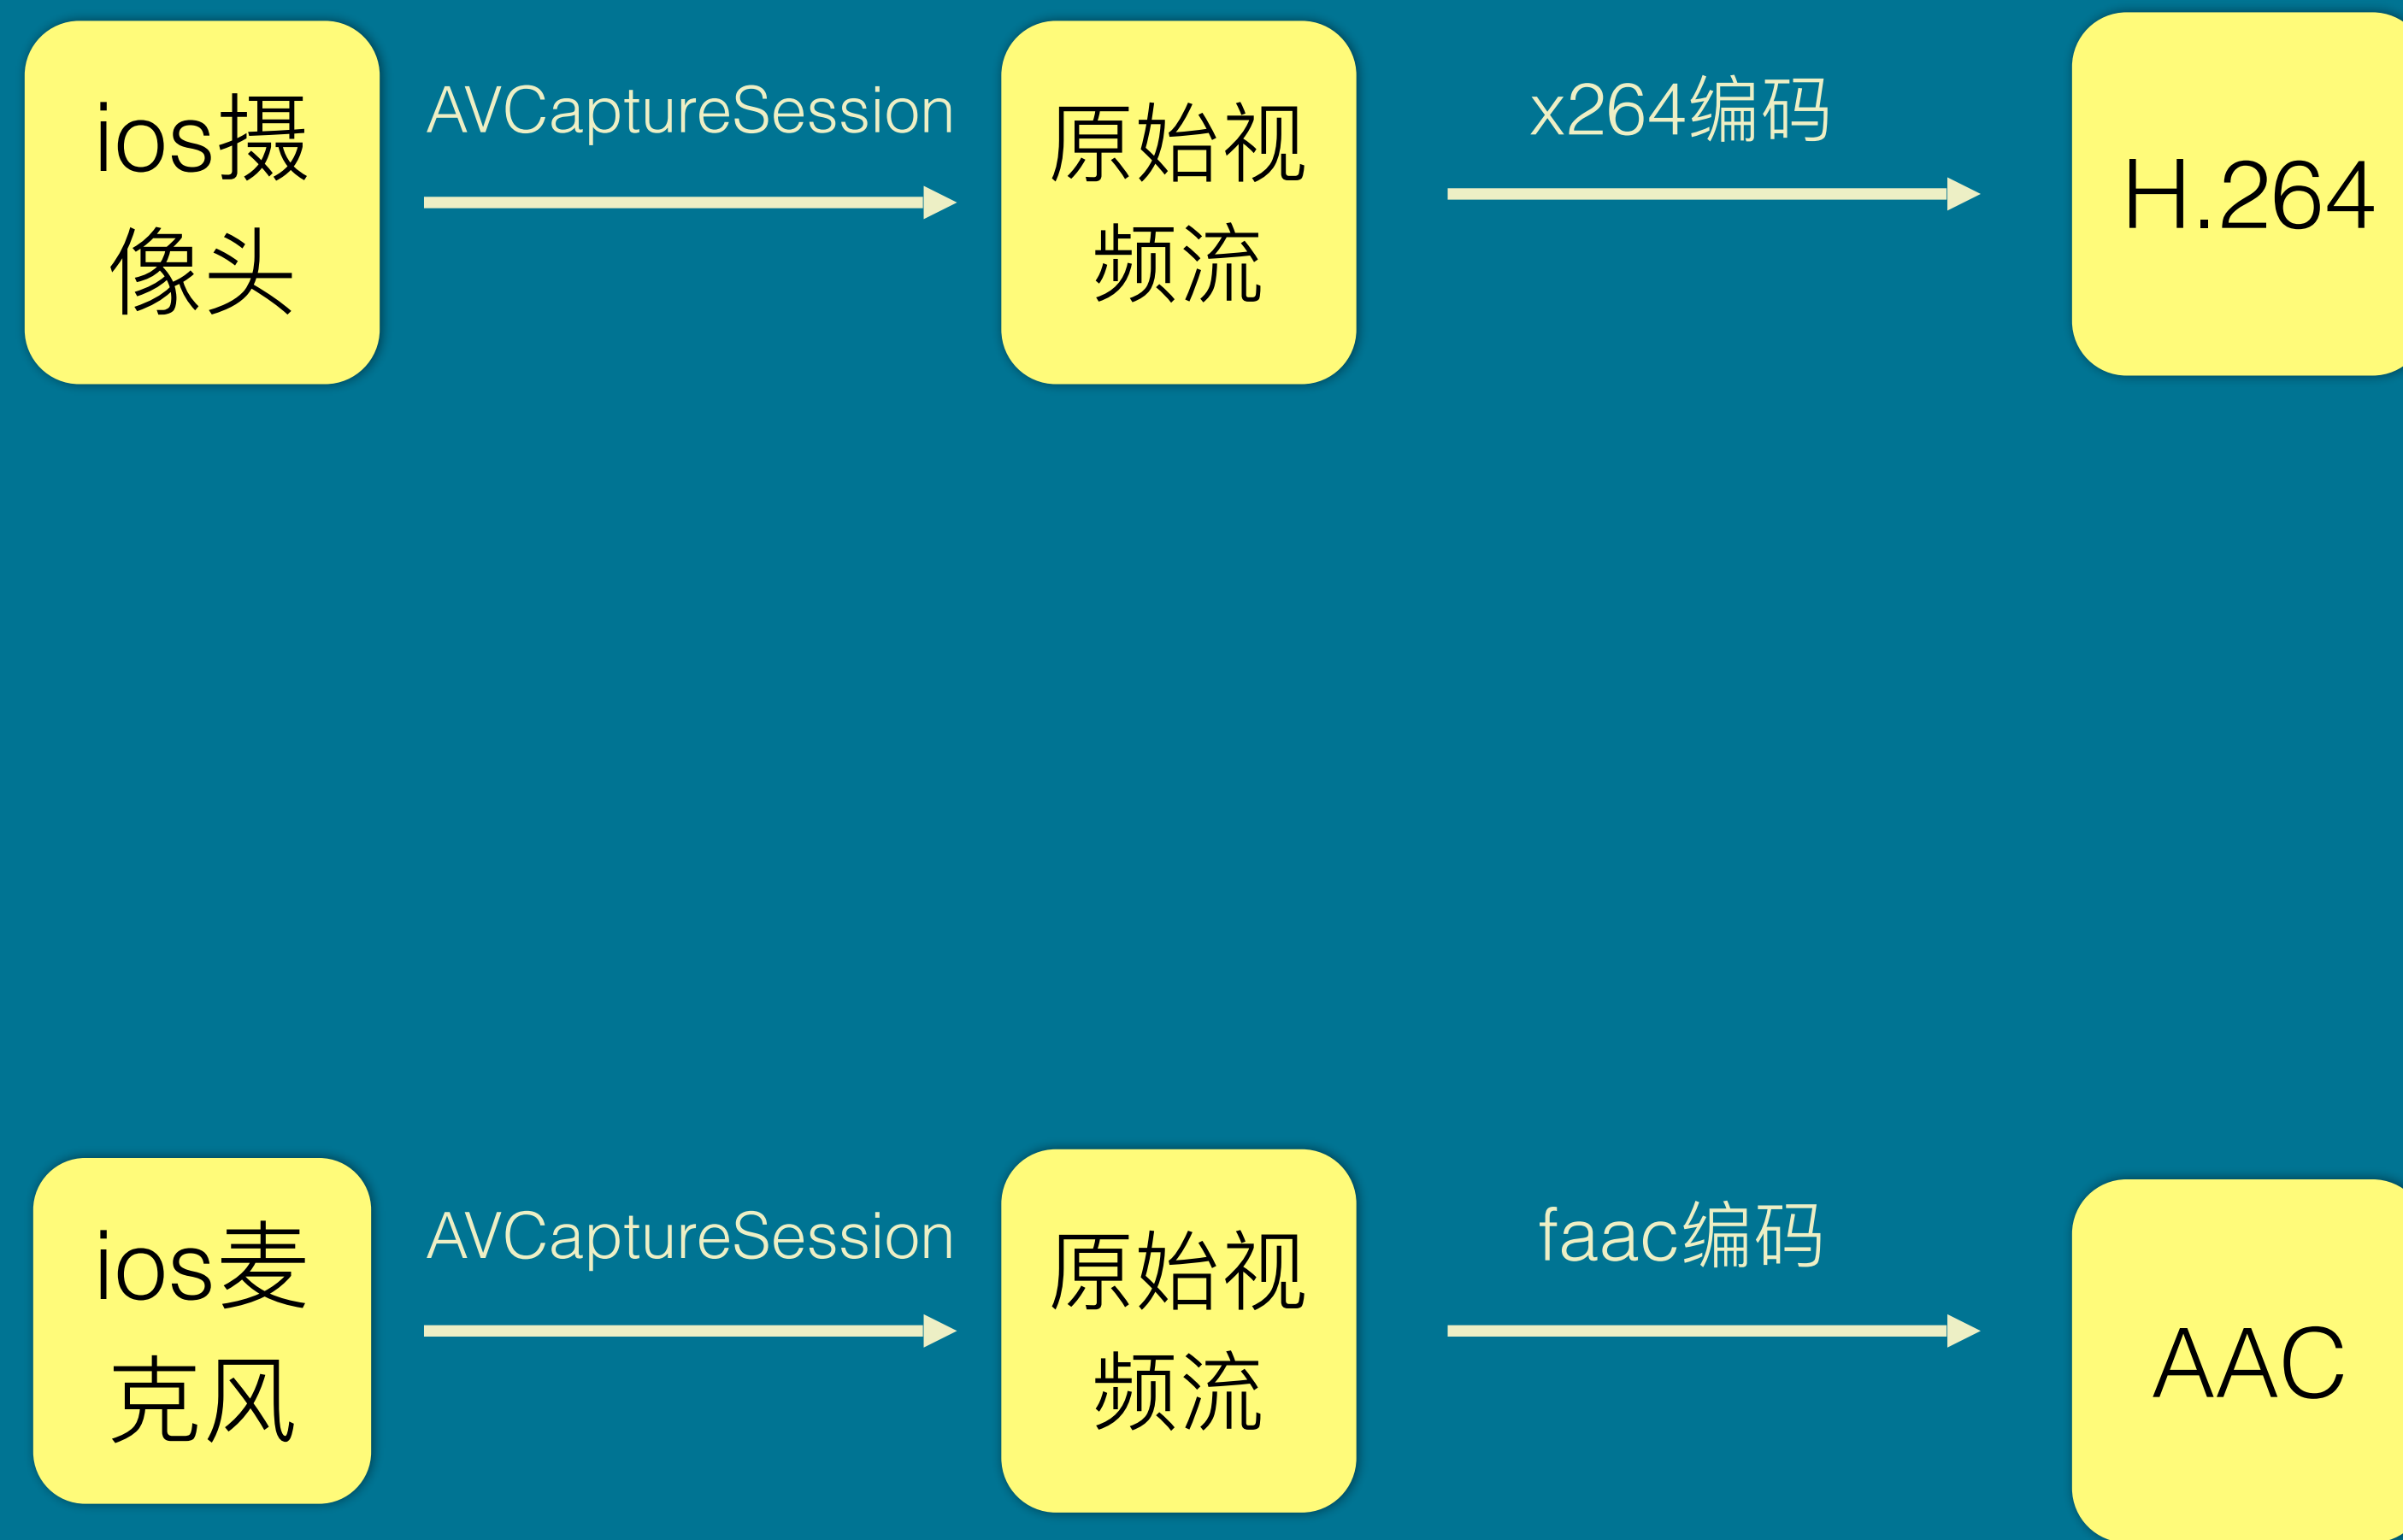 ios摄
像头
AVCaptureSession
原始视
频流
x264编码
H.264
ios麦
克风
AVCaptureSession
原始视
频流
faac编码
AAC